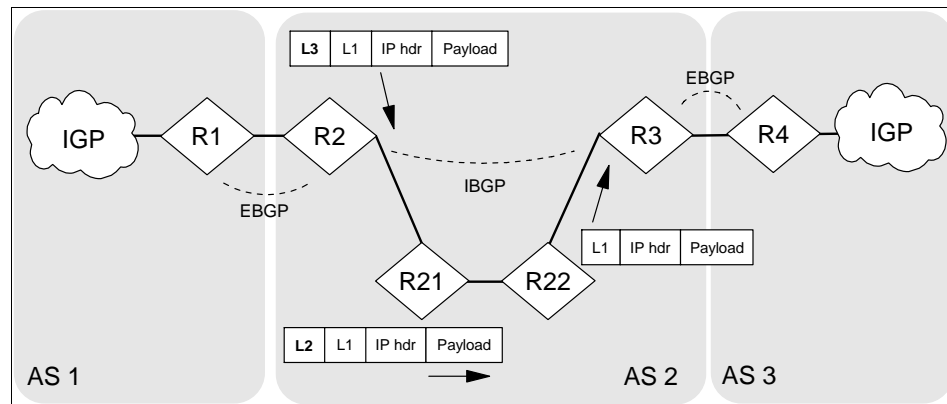 L3 L1 IP hdr Payload
EBGP
IGP R1 R2 R3 R4 IGP
IBGP
EBGP
L1 IP hdr Payload
R21 R22
L2 L1 IP hdr Payload
AS 1 AS 2 AS 3